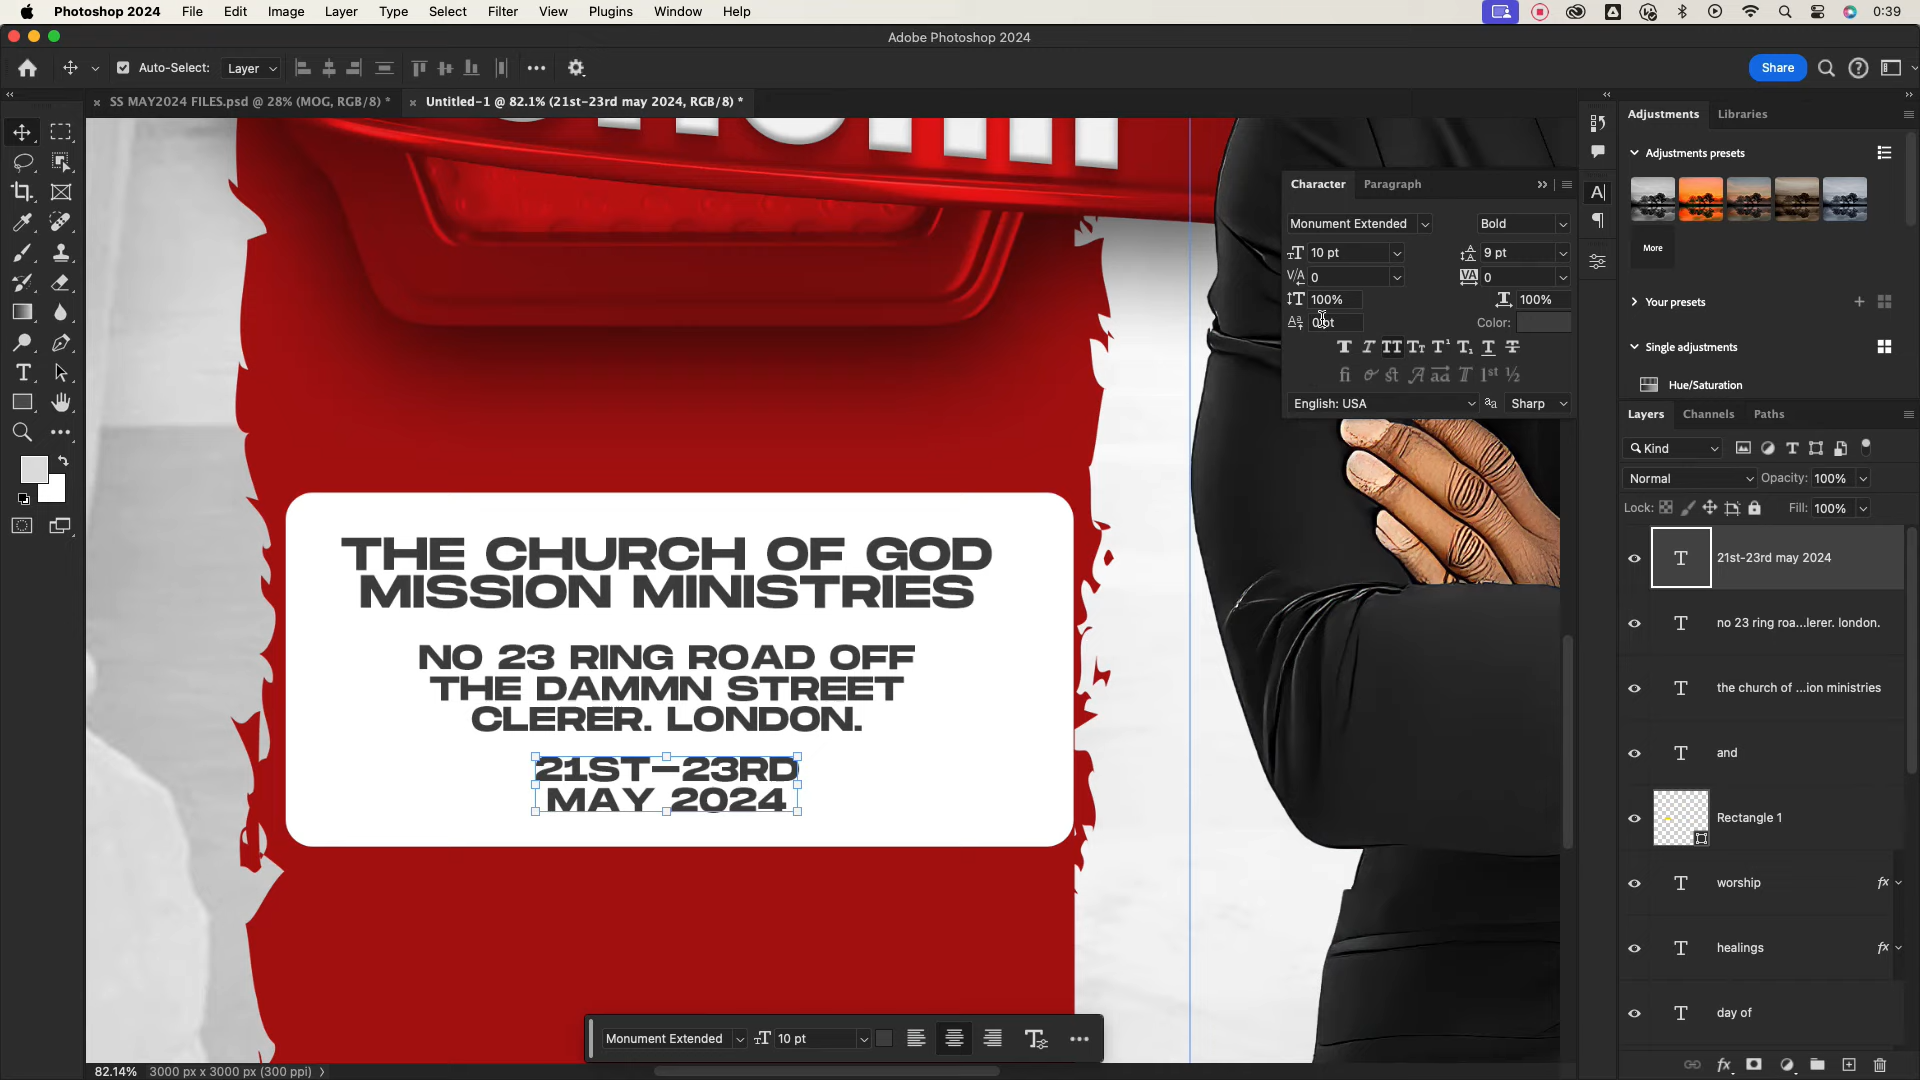 Photoshop 2024 File Edit Image Layer Type Select Filter View Plugins Window Help 0:39
Adobe Photoshop 2024
Auto-Select: Layer Share
SS MAY2024 FILES.psd @ 28% (MOG, RGB/8) * Untitled-1 @ 82.1% (21st-23rd may 2024, RGB/8) *
Adjustments Libraries
Adjustments presets
More
Your presets
Single adjustments
Hue/Saturation
Character Paragraph
Monument Extended Bold
10 pt 9 pt
0 0
100% 100%
0 pt Color:
English: USA Sharp
Layers Channels Paths
Kind
Normal Opacity: 100%
Lock: Fill: 100%
21st-23rd may 2024
no 23 ring roa...lerer. london.
the church of ...ion ministries
and
Rectangle 1
worship fx
healings fx
day of
THE CHURCH OF GOD
MISSION MINISTRIES
NO 23 RING ROAD OFF
THE DAMMN STREET
CLERER. LONDON.
21ST-23RD
MAY 2024
Monument Extended 10 pt
82.14% 3000 px x 3000 px (300 ppi)